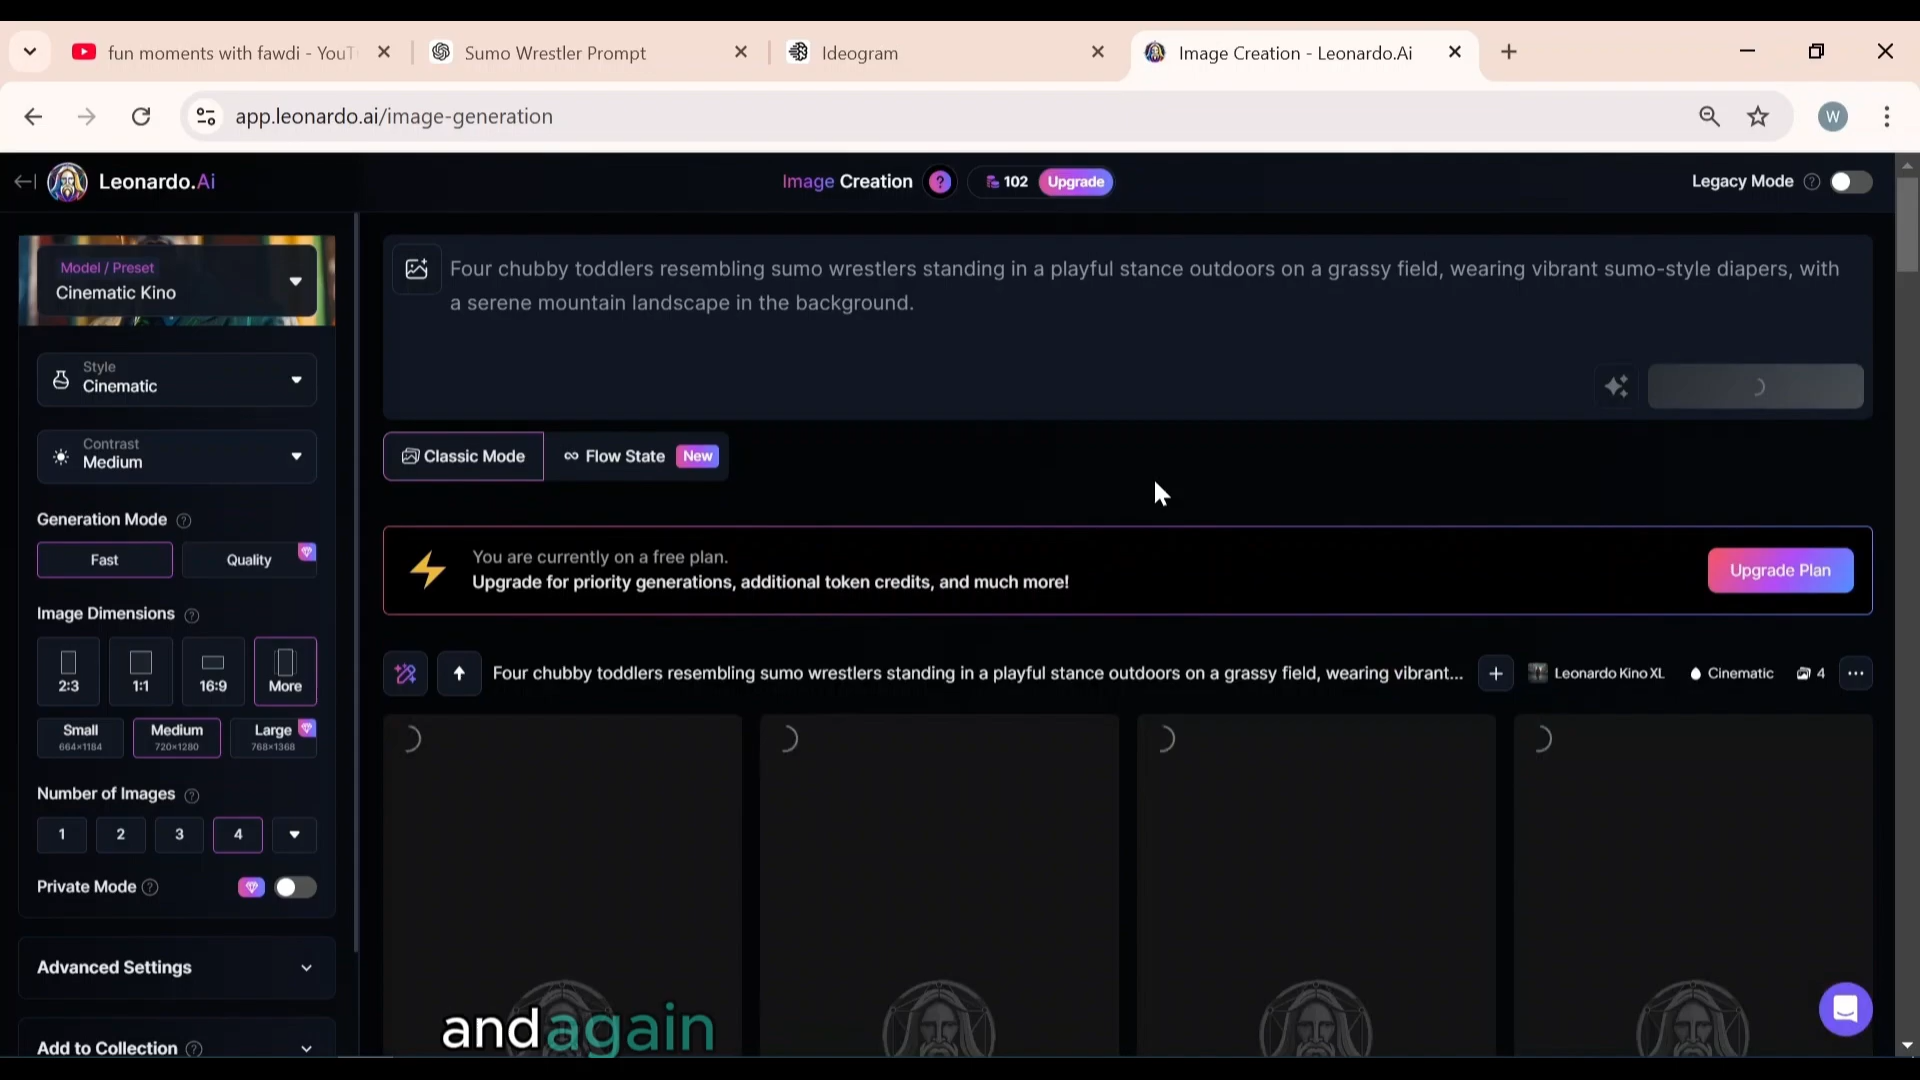 fun moments with fawdi - YouT
Sumo Wrestler Prompt
Ideogram
Image Creation - Leonardo.Ai
app.leonardo.ai/image-generation
W
Leonardo.Ai
Image Creation
?
102
Upgrade
Legacy Mode
?
Model / Preset
Cinematic Kino
Four chubby toddlers resembling sumo wrestlers standing in a playful stance outdoors on a grassy field, wearing vibrant sumo-style diapers, with
a serene mountain landscape in the background.
Style
Cinematic
Contrast
Medium
Classic Mode
Flow State
New
Generation Mode ?
Fast
Quality
You are currently on a free plan.
Upgrade for priority generations, additional token credits, and much more!
Upgrade Plan
Image Dimensions ?
2:3
1:1
16:9
More
Four chubby toddlers resembling sumo wrestlers standing in a playful stance outdoors on a grassy field, wearing vibrant...
Leonardo Kino XL
Cinematic
4
Small
664×1184
Medium
720×1280
Large
768×1368
Number of Images ?
1
2
3
4
Private Mode ?
Advanced Settings
Add to Collection ?
and again